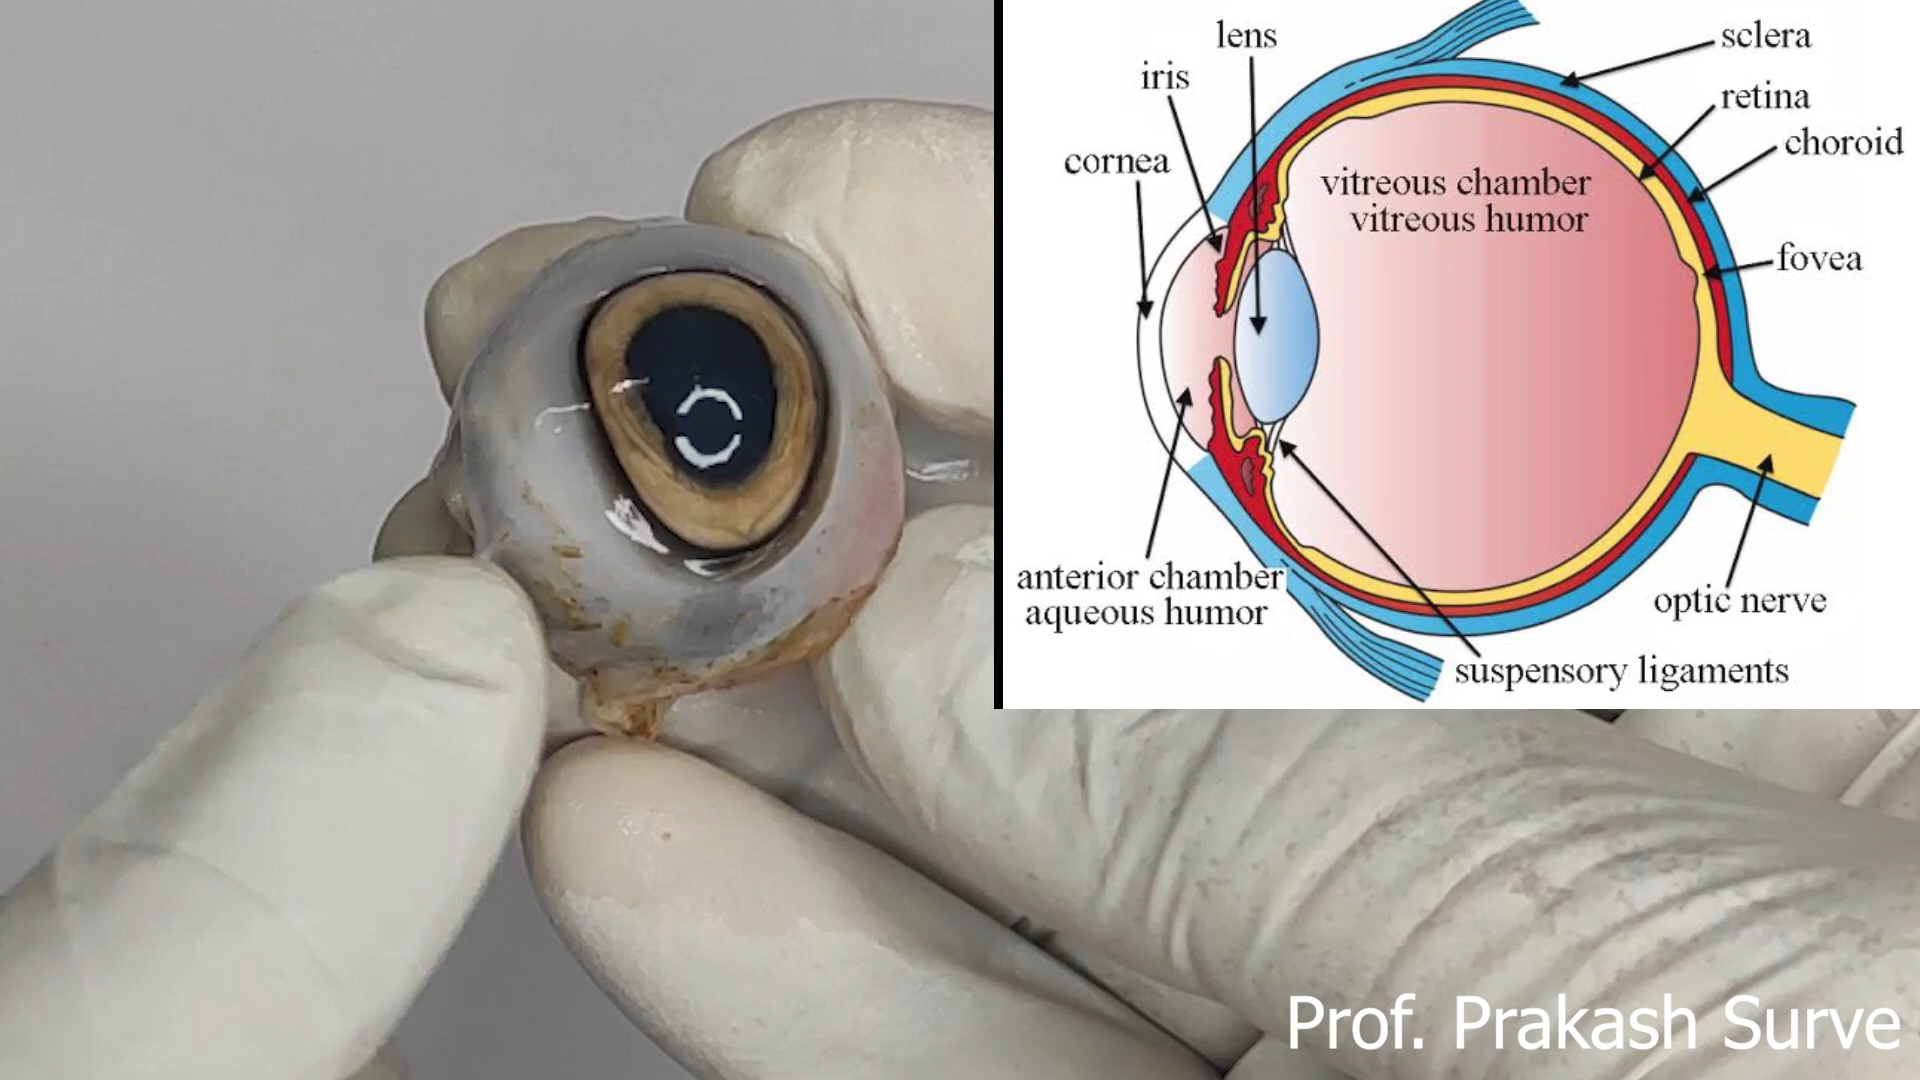 lens
sclera
iris
retina
choroid
cornea
vitreous chamber
vitreous humor
fovea
anterior chamber
aqueous humor
optic nerve
suspensory ligaments
Prof. Prakash Surve